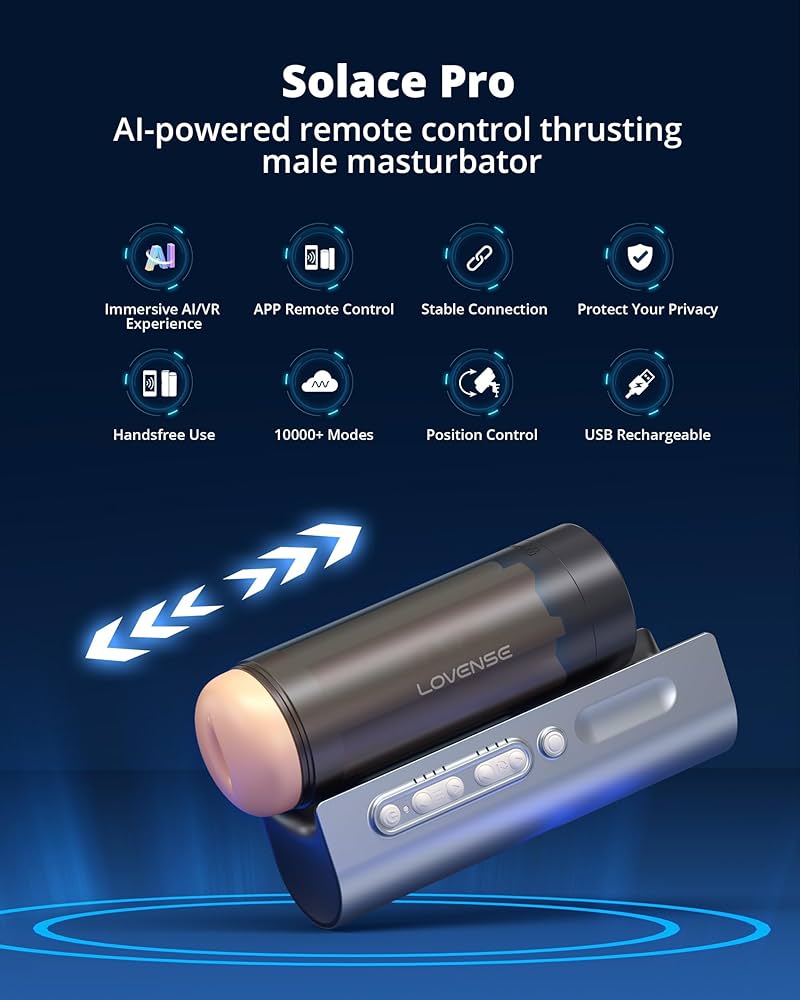 Solace Pro
AI-powered remote control thrusting
male masturbator
AI
Immersive AI/VR
Experience
APP Remote Control
Stable Connection
Protect Your Privacy
Handsfree Use
10000+ Modes
Position Control
USB Rechargeable
LOVENSE